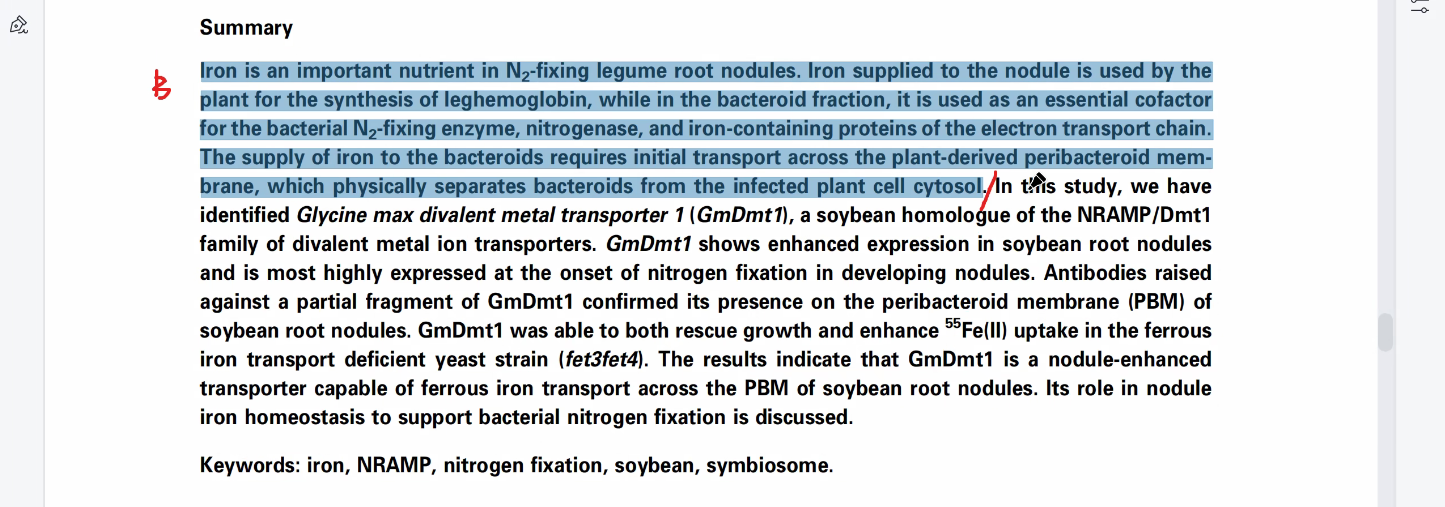 Summary
Iron is an important nutrient in N₂-fixing legume root nodules. Iron supplied to the nodule is used by the
plant for the synthesis of leghemoglobin, while in the bacteroid fraction, it is used as an essential cofactor
for the bacterial N₂-fixing enzyme, nitrogenase, and iron-containing proteins of the electron transport chain.
The supply of iron to the bacteroids requires initial transport across the plant-derived peribacteroid mem-
brane, which physically separates bacteroids from the infected plant cell cytosol. In this study, we have
identified Glycine max divalent metal transporter 1 (GmDmt1), a soybean homologue of the NRAMP/Dmt1
family of divalent metal ion transporters. GmDmt1 shows enhanced expression in soybean root nodules
and is most highly expressed at the onset of nitrogen fixation in developing nodules. Antibodies raised
against a partial fragment of GmDmt1 confirmed its presence on the peribacteroid membrane (PBM) of
soybean root nodules. GmDmt1 was able to both rescue growth and enhance ⁵⁵Fe(II) uptake in the ferrous
iron transport deficient yeast strain (fet3fet4). The results indicate that GmDmt1 is a nodule-enhanced
transporter capable of ferrous iron transport across the PBM of soybean root nodules. Its role in nodule
iron homeostasis to support bacterial nitrogen fixation is discussed.
Keywords: iron, NRAMP, nitrogen fixation, soybean, symbiosome.